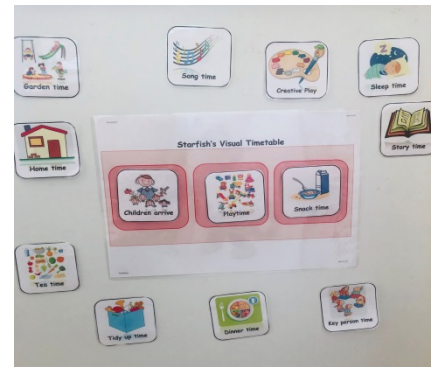 Garden time
Song time
Creative Play
Sleep time
Story time
Home time
Starfish's Visual Timetable
Children arrive
Playtime
Snack time
Tea time
Tidy up time
Dinner time
Key person time